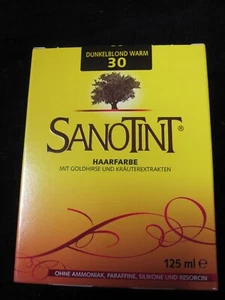 DUNKELBLOND WARM
30
SANOTINT®
HAARFARBE
MIT GOLDHIRSE UND KRÄUTEREXTRAKTEN
125 ml e
OHNE AMMONIAK, PARAFFINE, SILIKONE UND RESORCIN